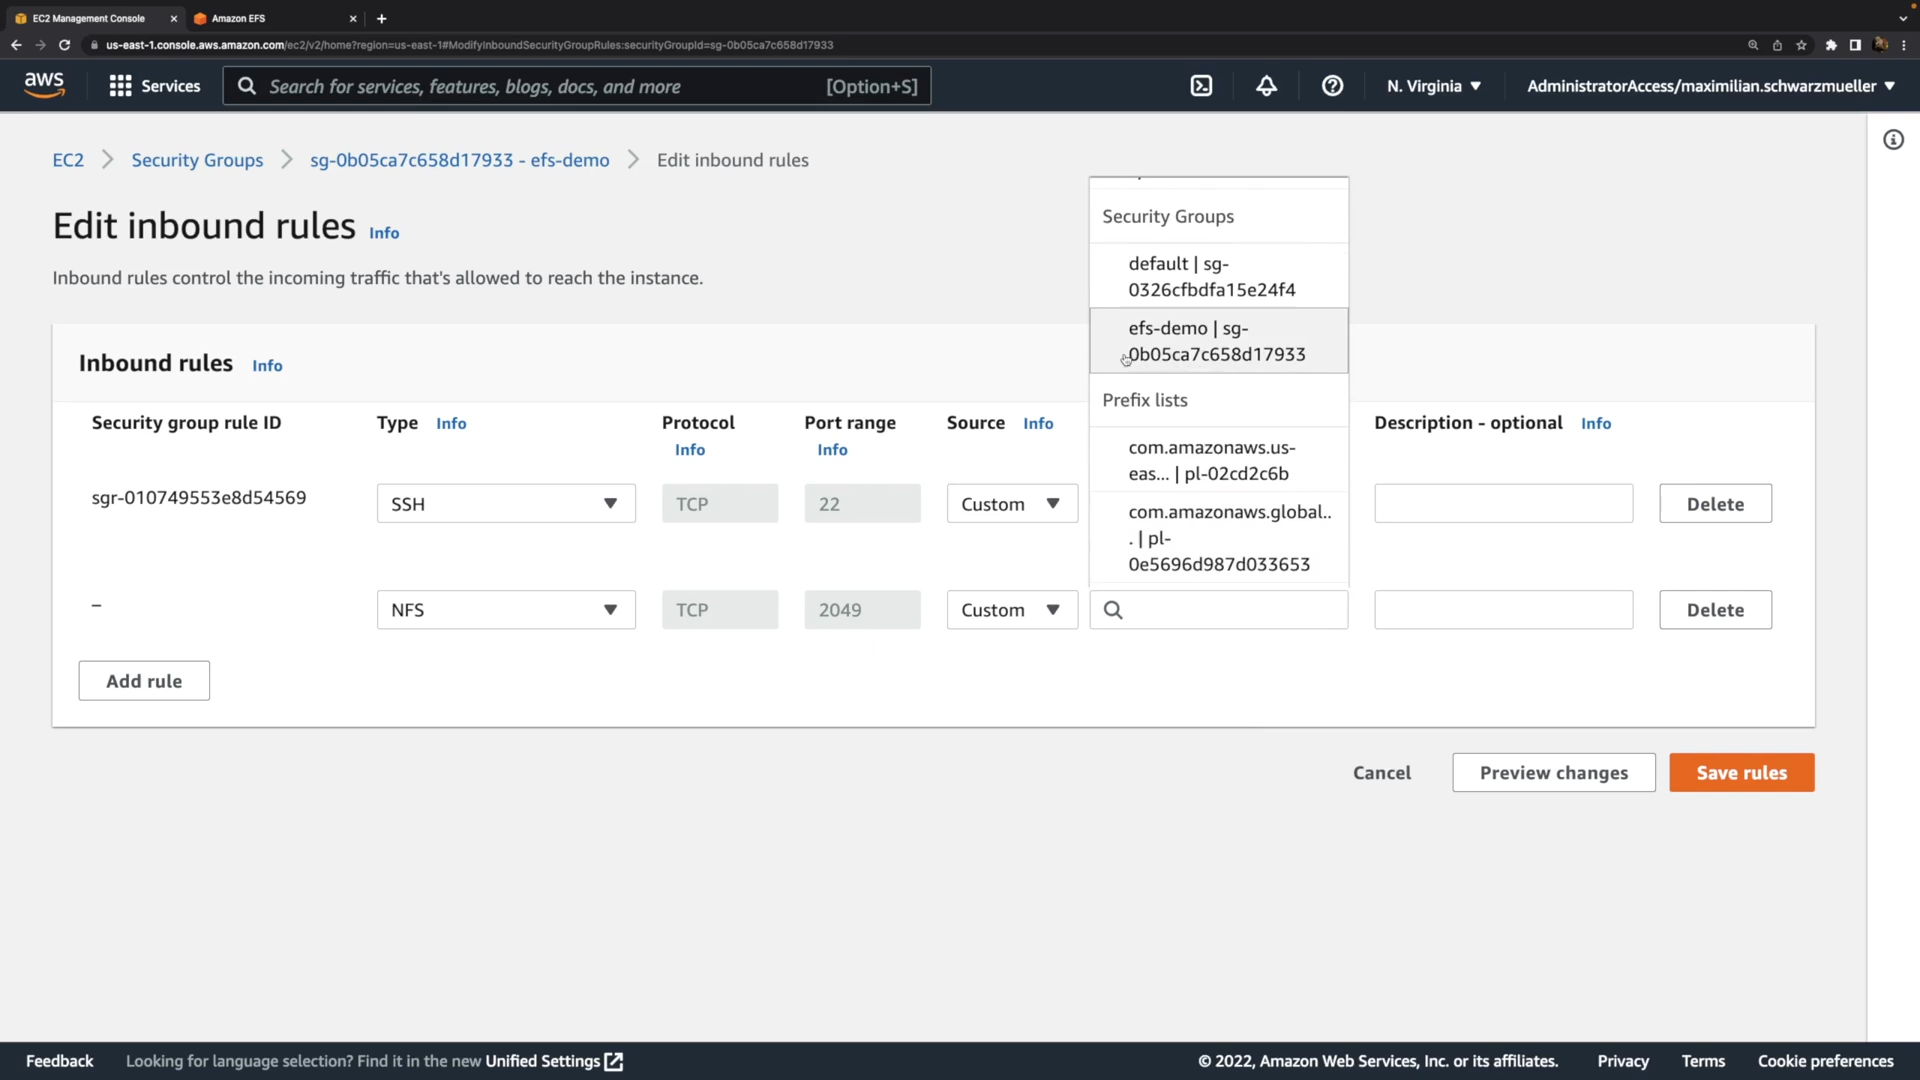 EC2 Management Console
Amazon EFS
us-east-1.console.aws.amazon.com/ec2/v2/home?region=us-east-1#ModifyInboundSecurityGroupRules:securityGroupId=sg-0b05ca7c658d17933
aws
Services
Search for services, features, blogs, docs, and more
[Option+S]
N. Virginia
AdministratorAccess/maximilian.schwarzmueller
EC2
Security Groups
sg-0b05ca7c658d17933 - efs-demo
Edit inbound rules
Edit inbound rules
Info
Inbound rules control the incoming traffic that's allowed to reach the instance.
Inbound rules
Info
Security group rule ID
Type Info
Protocol
Info
Port range
Info
Source Info
Description - optional Info
Security Groups
default | sg-
0326cfbdfa15e24f4
efs-demo | sg-
0b05ca7c658d17933
Prefix lists
com.amazonaws.us-
eas... | pl-02cd2c6b
com.amazonaws.global..
. | pl-
0e5696d987d033653
sgr-010749553e8d54569
SSH
TCP
22
Custom
Delete
–
NFS
TCP
2049
Custom
Delete
Add rule
Cancel
Preview changes
Save rules
Feedback
Looking for language selection? Find it in the new Unified Settings
© 2022, Amazon Web Services, Inc. or its affiliates.
Privacy
Terms
Cookie preferences